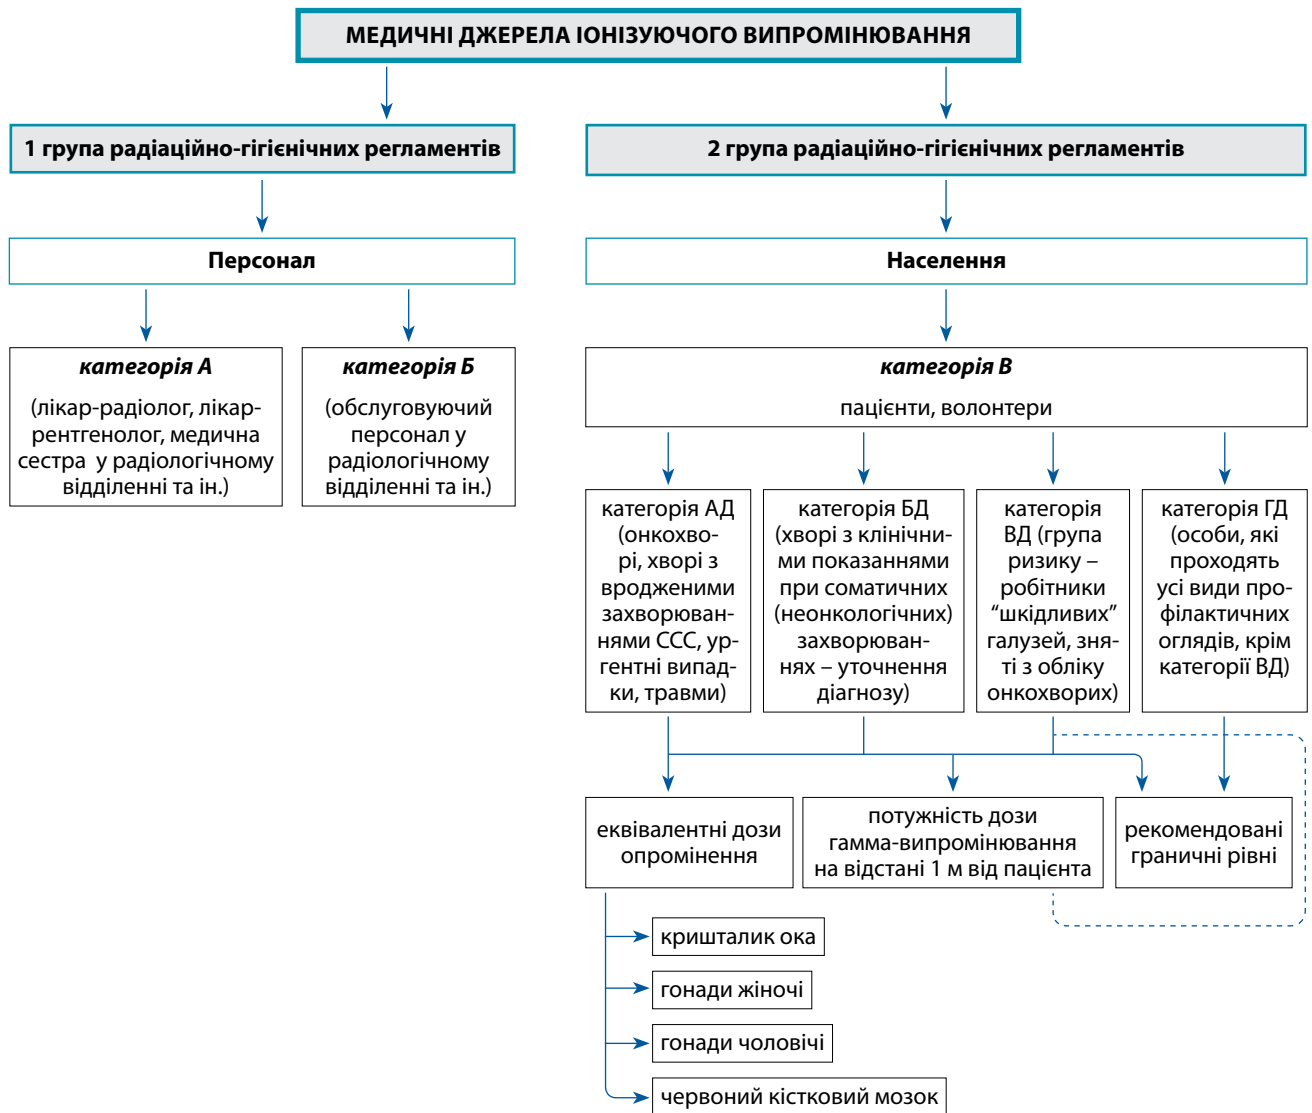 МЕДИЧНІ ДЖЕРЕЛА ІОНІЗУЮЧОГО ВИПРОМІНЮВАННЯ
1 група радіаційно-гігієнічних регламентів
2 група радіаційно-гігієнічних регламентів
Персонал
Населення
категорія А
(лікар-радіолог, лікар-
рентгенолог, медична
сестра у радіологічному
відділенні та ін.)
категорія Б
(обслуговуючий
персонал у
радіологічному
відділенні та ін.)
категорія В
пацієнти, волонтери
категорія АД
(онкохво-
рі, хворі з
вродженими
захворюван-
нями ССС, ур-
гентні випад-
ки, травми)
категорія БД
(хворі з клінічни-
ми показаннями
при соматичних
(неонкологічних)
захворюван-
нях – уточнення
діагнозу)
категорія
ВД (група
ризику –
робітники
“шкідливих”
галузей, зня-
ті з обліку
онкохворих)
категорія ГД
(особи, які
проходять
усі види про-
філактичних
оглядів, крім
категорії ВД)
еквівалентні дози
опромінення
потужність дози
гамма-випромінювання
на відстані 1 м від пацієнта
рекомендовані
граничні рівні
кришталик ока
гонади жіночі
гонади чоловічі
червоний кістковий мозок